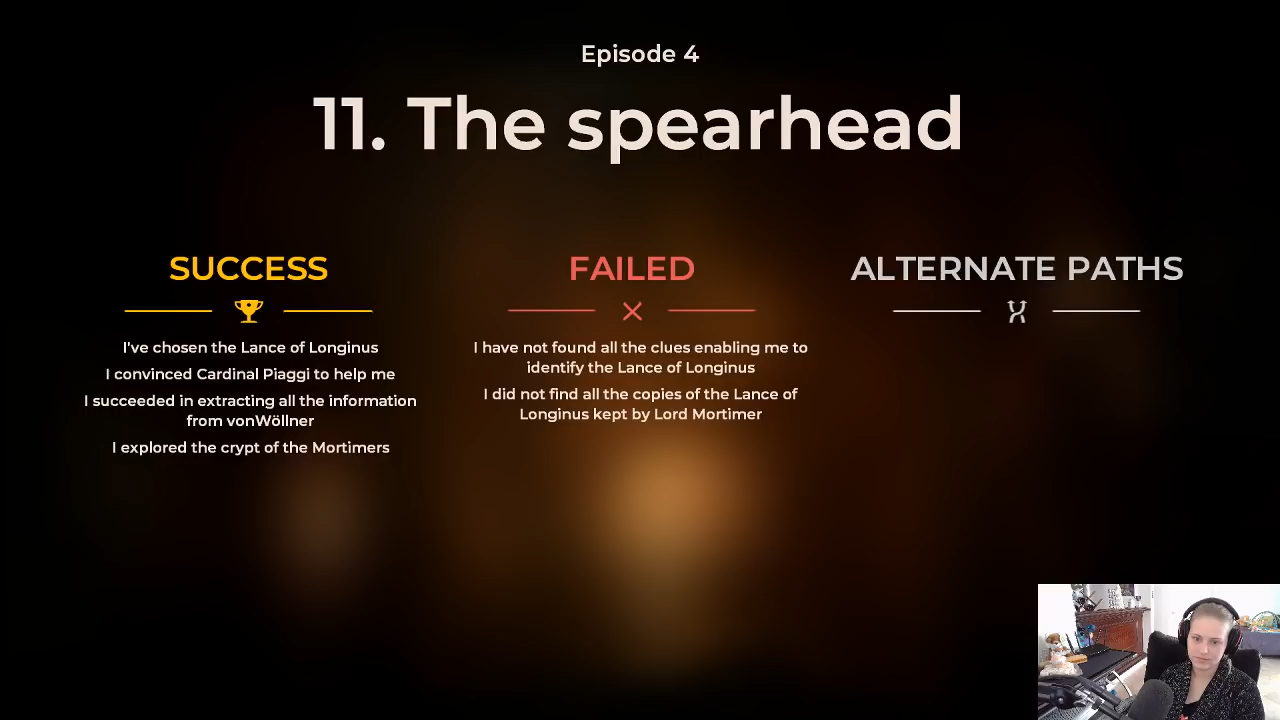 Episode 4
11. The spearhead
SUCCESS
I've chosen the Lance of Longinus
I convinced Cardinal Piaggi to help me
I succeeded in extracting all the information
from vonWöllner
I explored the crypt of the Mortimers
FAILED
I have not found all the clues enabling me to
identify the Lance of Longinus
I did not find all the copies of the Lance of
Longinus kept by Lord Mortimer
ALTERNATE PATHS